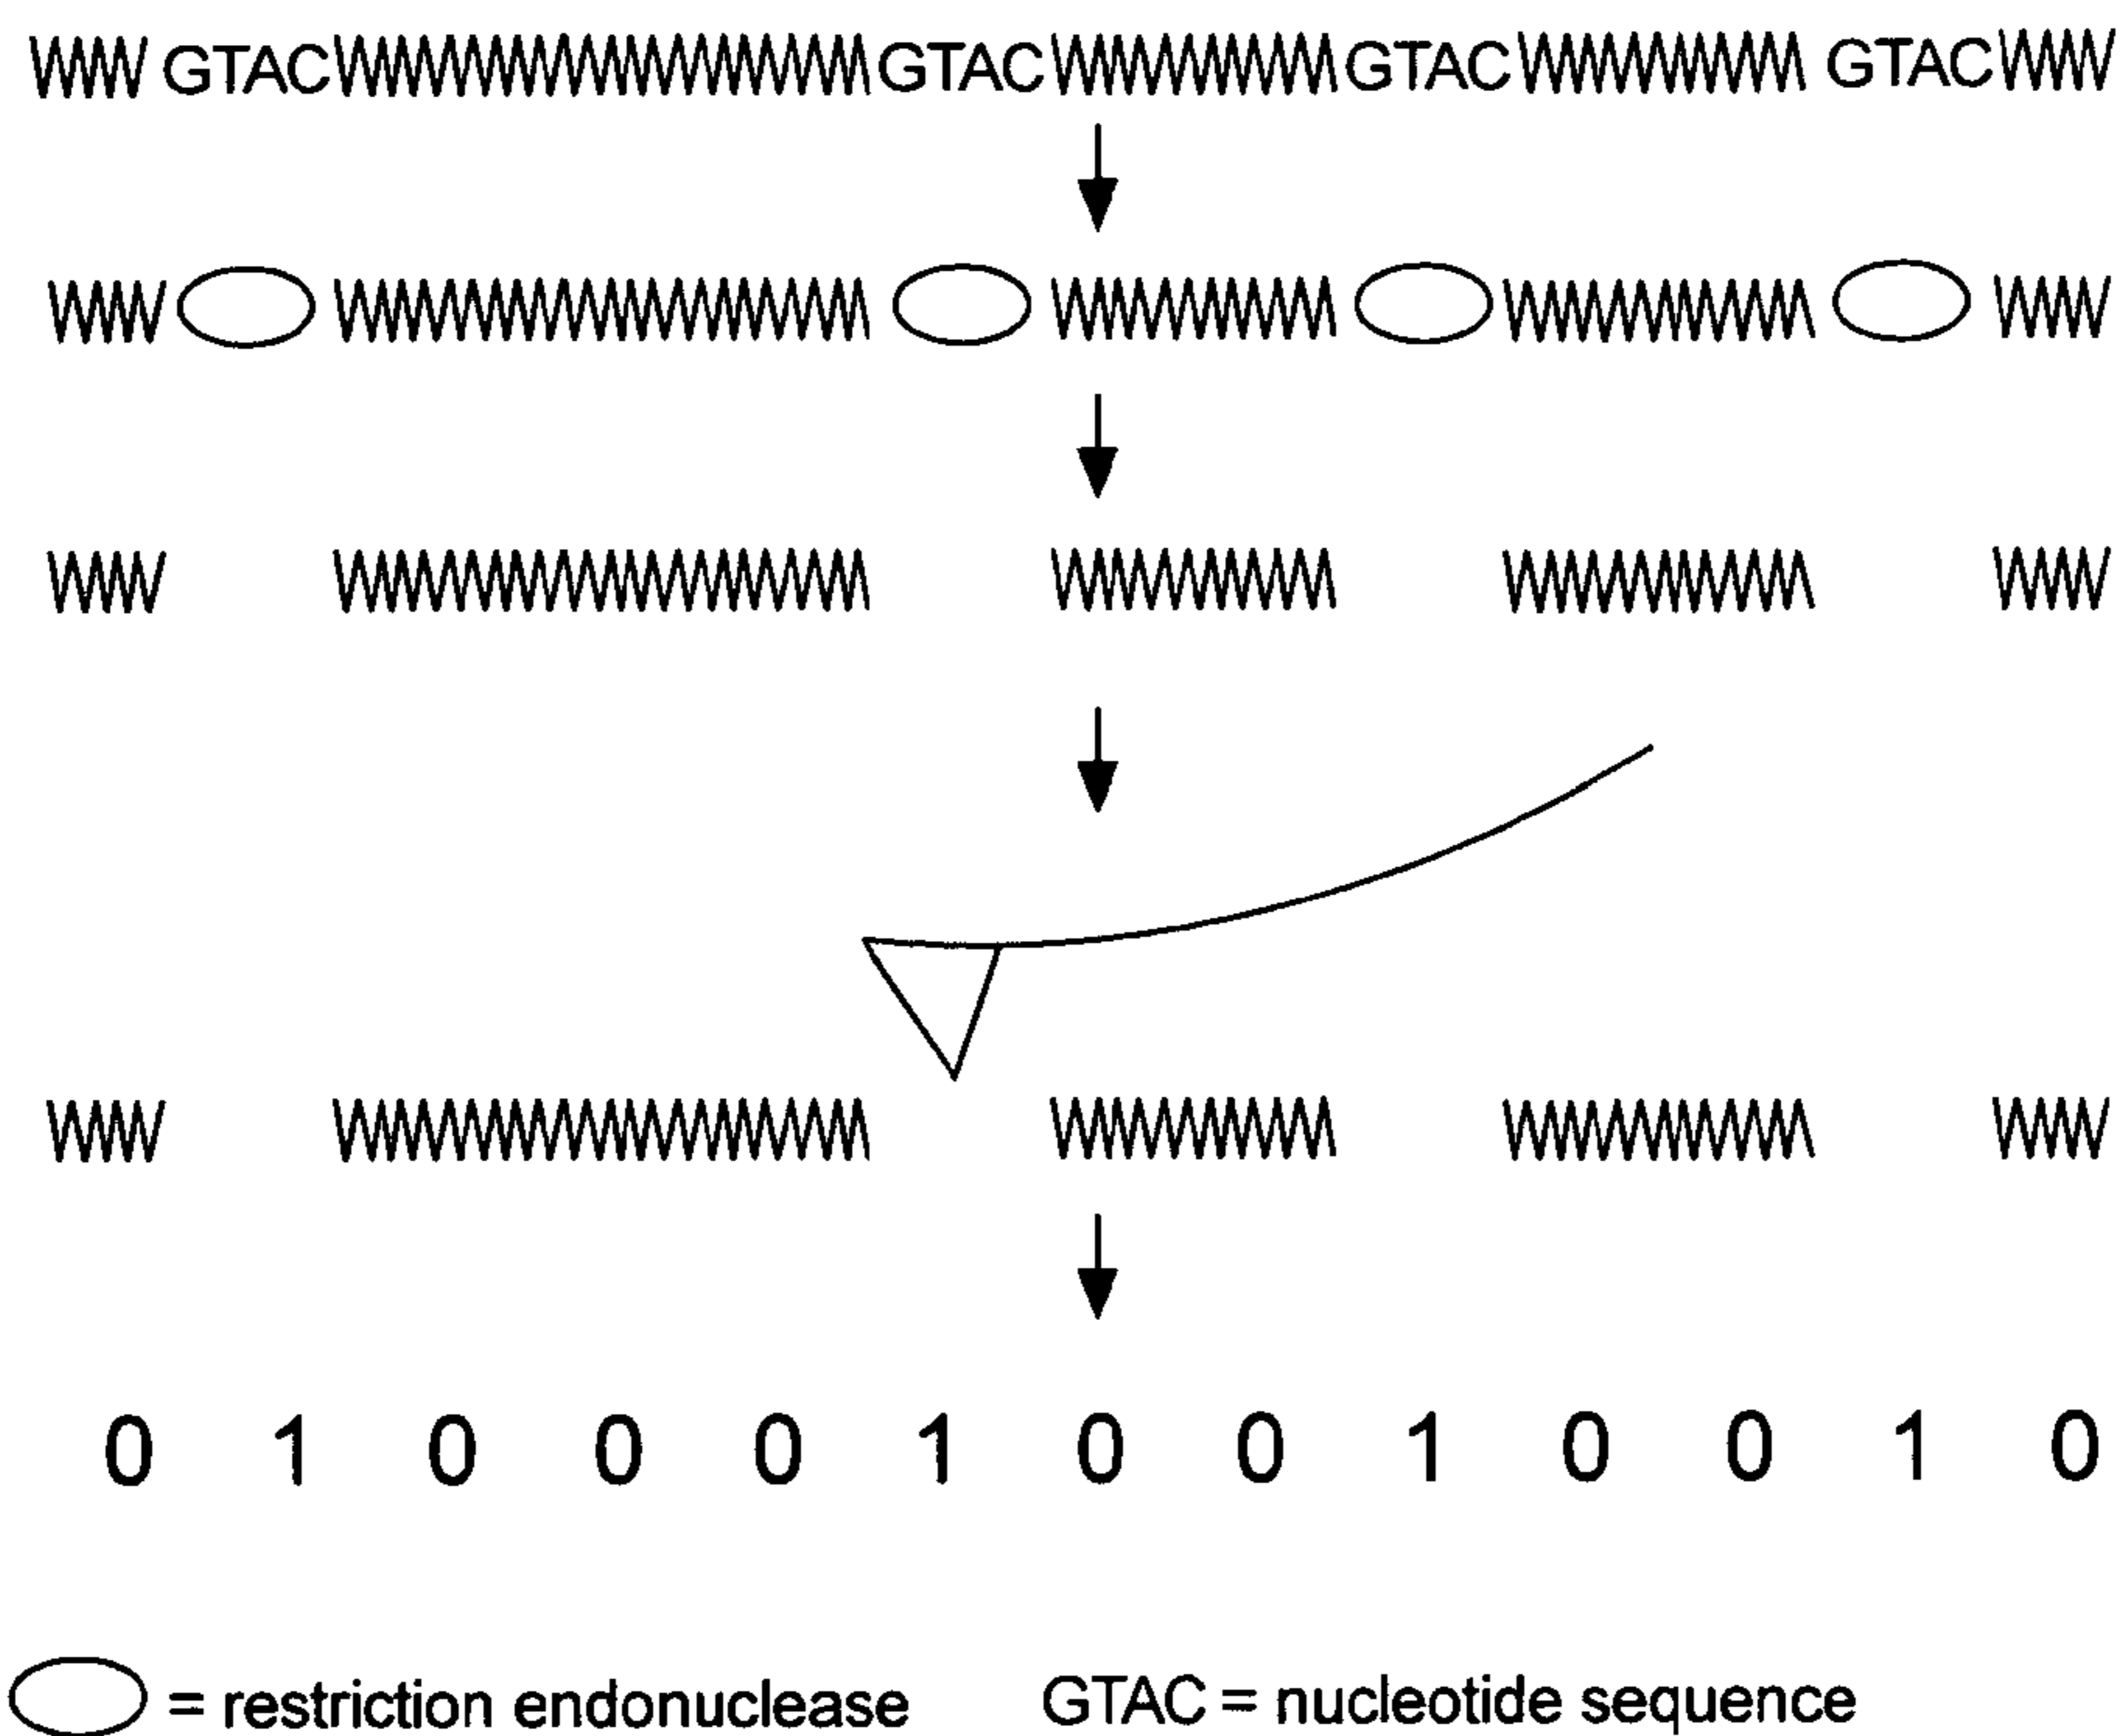 GTAC GTAC GTAC GTAC
0 1 0 0 0 1 0 0 1 0 0 1 0
= restriction endonuclease GTAC = nucleotide sequence